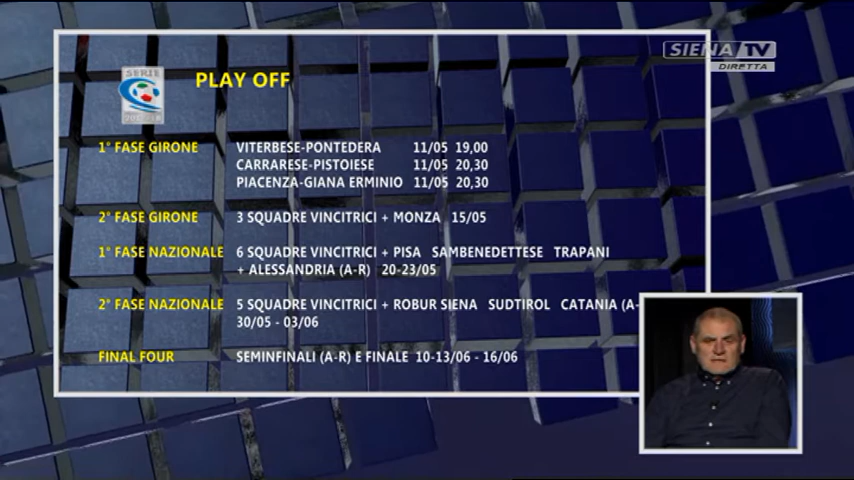 SIENA TV
DIRETTA
SERIE
PLAY OFF
1° FASE GIRONE VITERBESE-PONTEDERA 11/05 19,00
CARRARESE-PISTOIESE 11/05 20,30
PIACENZA-GIANA ERMINIO 11/05 20,30
2° FASE GIRONE 3 SQUADRE VINCITRICI + MONZA 15/05
1° FASE NAZIONALE 6 SQUADRE VINCITRICI + PISA SAMBENEDETTESE TRAPANI
+ ALESSANDRIA (A-R) 20-23/05
2° FASE NAZIONALE 5 SQUADRE VINCITRICI + ROBUR SIENA SUDTIROL CATANIA (A-
30/05 - 03/06
FINAL FOUR SEMINFINALI (A-R) E FINALE 10-13/06 - 16/06